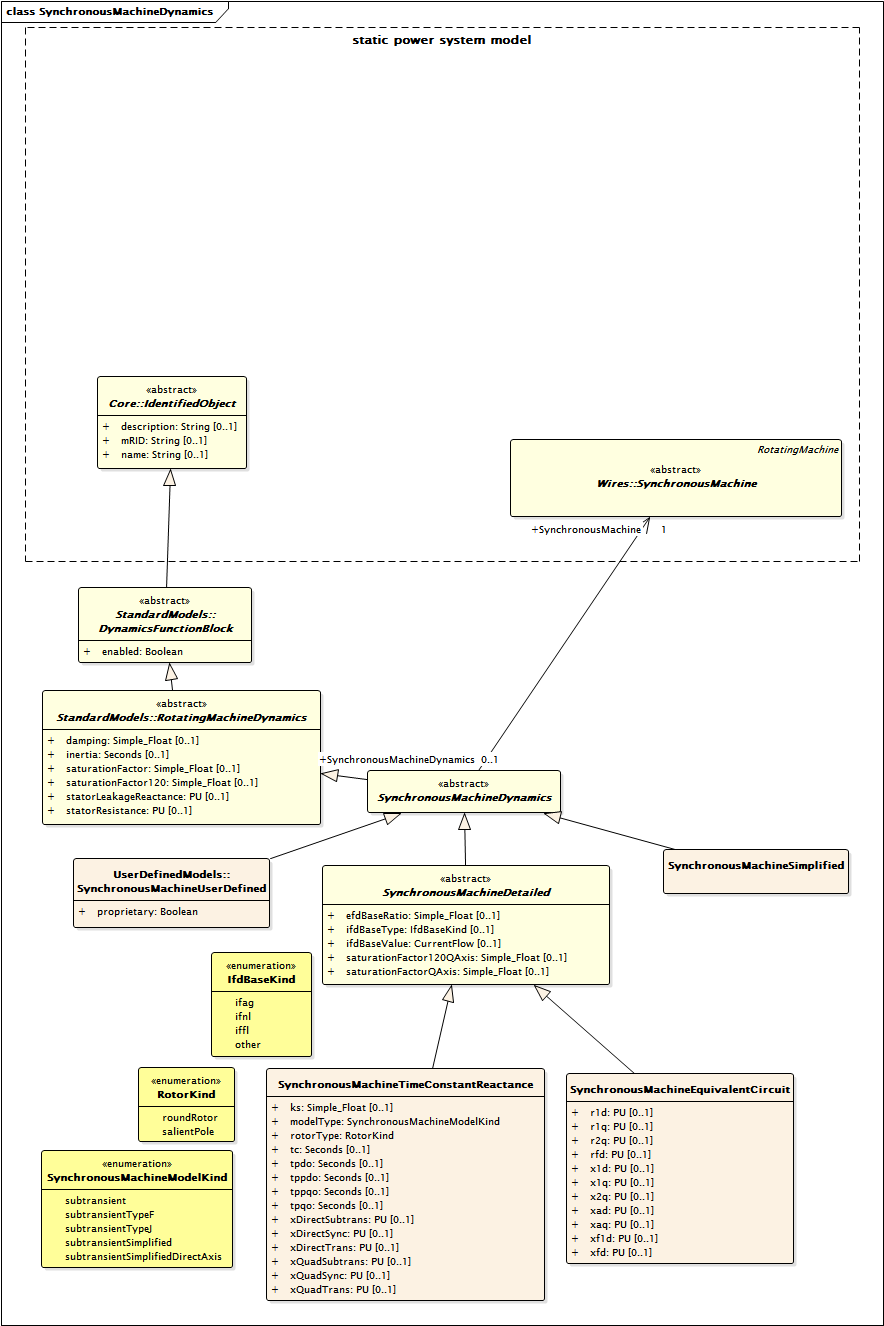 class SynchronousMachineDynamics
static power system model
«abstract»
Core::IdentifiedObject
+ description: String [0..1]
+ mRID: String [0..1]
+ name: String [0..1]
RotatingMachine
«abstract»
Wires::SynchronousMachine
+SynchronousMachine 1
«abstract»
StandardModels::
DynamicsFunctionBlock
+ enabled: Boolean
«abstract»
StandardModels::RotatingMachineDynamics
+ damping: Simple_Float [0..1]
+ inertia: Seconds [0..1]
+ saturationFactor: Simple_Float [0..1]
+ saturationFactor120: Simple_Float [0..1]
+ statorLeakageReactance: PU [0..1]
+ statorResistance: PU [0..1]
+SynchronousMachineDynamics 0..1
«abstract»
SynchronousMachineDynamics
UserDefinedModels::
SynchronousMachineUserDefined
+ proprietary: Boolean
«abstract»
SynchronousMachineDetailed
+ efdBaseRatio: Simple_Float [0..1]
+ ifdBaseType: IfdBaseKind [0..1]
+ ifdBaseValue: CurrentFlow [0..1]
+ saturationFactor120QAxis: Simple_Float [0..1]
+ saturationFactorQAxis: Simple_Float [0..1]
SynchronousMachineSimplified
«enumeration»
IfdBaseKind
ifag
ifnl
iffl
other
«enumeration»
RotorKind
roundRotor
salientPole
«enumeration»
SynchronousMachineModelKind
subtransient
subtransientTypeF
subtransientTypeJ
subtransientSimplified
subtransientSimplifiedDirectAxis
SynchronousMachineTimeConstantReactance
+ ks: Simple_Float [0..1]
+ modelType: SynchronousMachineModelKind
+ rotorType: RotorKind
+ tc: Seconds [0..1]
+ tpdo: Seconds [0..1]
+ tppdo: Seconds [0..1]
+ tppqo: Seconds [0..1]
+ tpqo: Seconds [0..1]
+ xDirectSubtrans: PU [0..1]
+ xDirectSync: PU [0..1]
+ xDirectTrans: PU [0..1]
+ xQuadSubtrans: PU [0..1]
+ xQuadSync: PU [0..1]
+ xQuadTrans: PU [0..1]
SynchronousMachineEquivalentCircuit
+ r1d: PU [0..1]
+ r1q: PU [0..1]
+ r2q: PU [0..1]
+ rfd: PU [0..1]
+ x1d: PU [0..1]
+ x1q: PU [0..1]
+ x2q: PU [0..1]
+ xad: PU [0..1]
+ xaq: PU [0..1]
+ xf1d: PU [0..1]
+ xfd: PU [0..1]